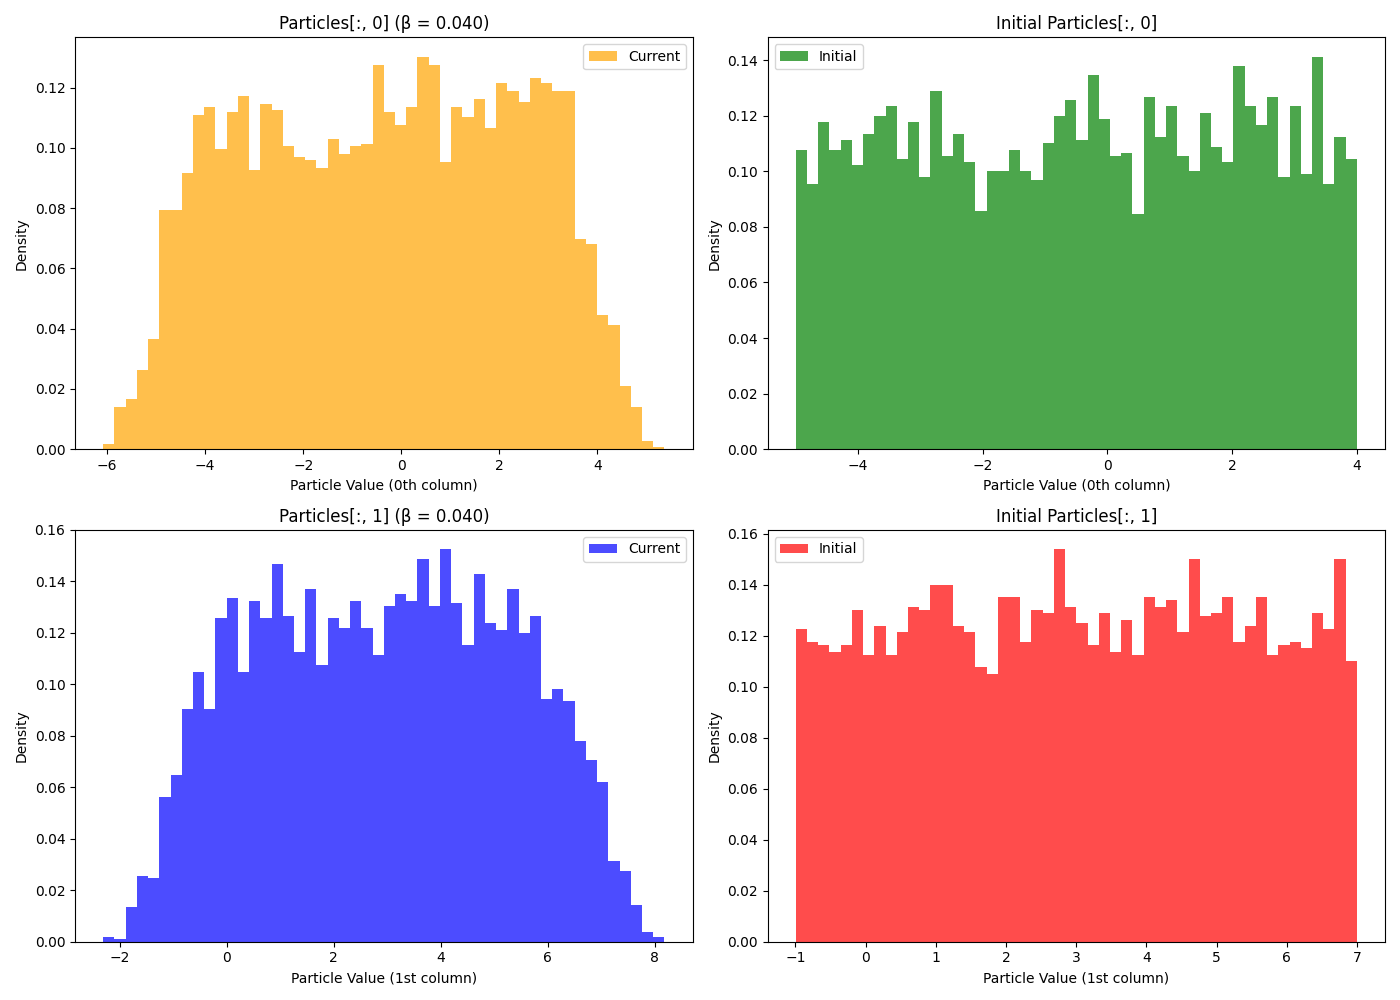 Particles[:, 0] (β = 0.040)
Current
Density
0.12
0.10
0.08
0.06
0.04
0.02
0.00
−6 −4 −2 0 2 4
Particle Value (0th column)
Initial Particles[:, 0]
Initial
Density
0.14
0.12
0.10
0.08
0.06
0.04
0.02
0.00
−4 −2 0 2 4
Particle Value (0th column)
Particles[:, 1] (β = 0.040)
Current
Density
0.16
0.14
0.12
0.10
0.08
0.06
0.04
0.02
0.00
−2 0 2 4 6 8
Particle Value (1st column)
Initial Particles[:, 1]
Initial
Density
0.16
0.14
0.12
0.10
0.08
0.06
0.04
0.02
0.00
−1 0 1 2 3 4 5 6 7
Particle Value (1st column)